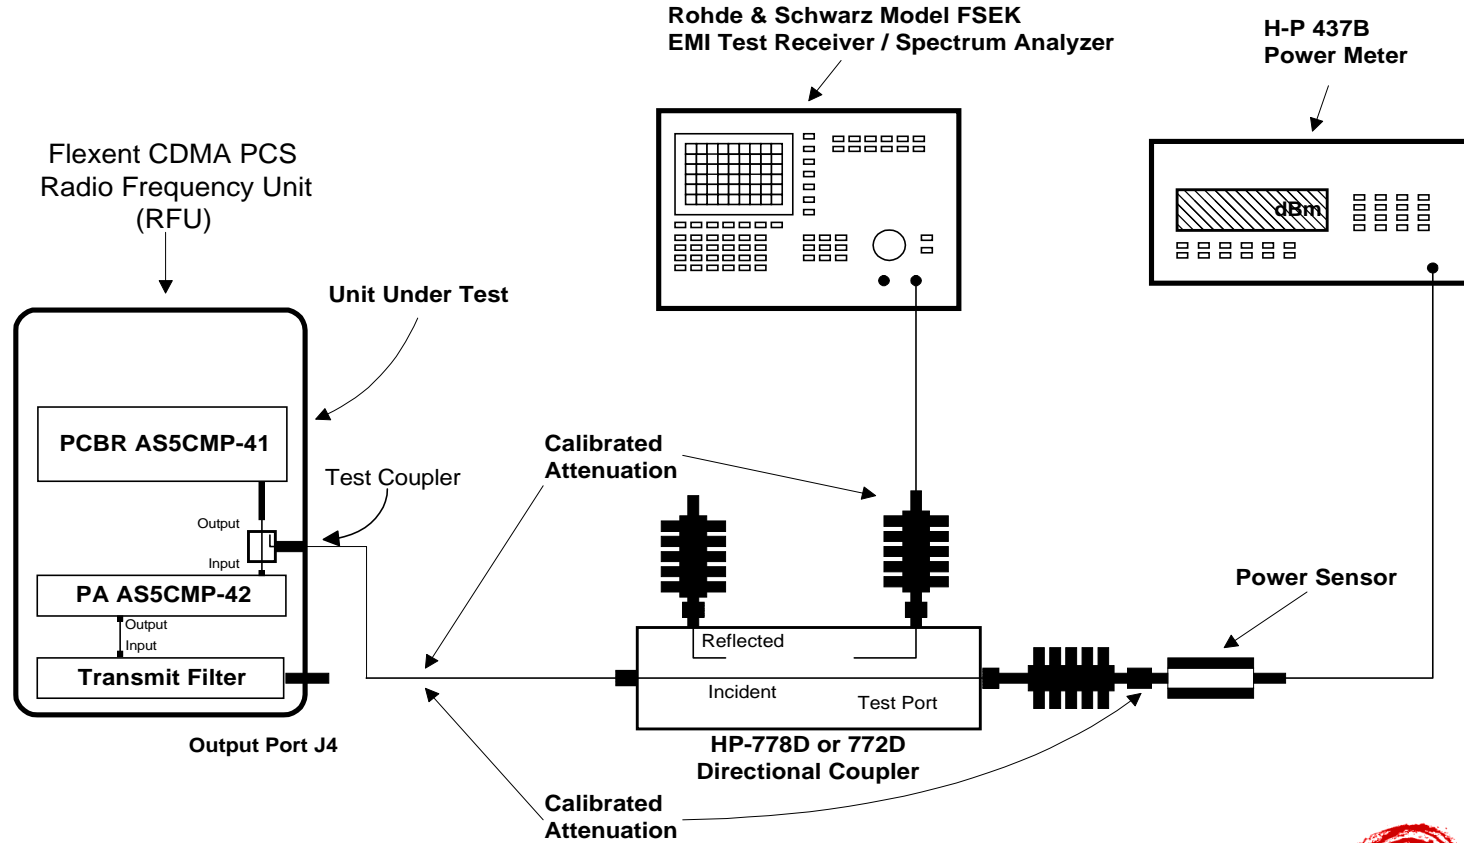 Rohde & Schwarz Model FSEK
EMI Test Receiver / Spectrum Analyzer
H-P 437B
Power Meter
Flexent CDMA PCS
Radio Frequency Unit
(RFU)
dBm
Unit Under Test
PCBR AS5CMP-41
Test Coupler
Calibrated
Attenuation
Output
Input
PA AS5CMP-42
Output
Input
Transmit Filter
Power Sensor
Reflected
Incident
Test Port
Output Port J4
HP-778D or 772D
Directional Coupler
Calibrated
Attenuation